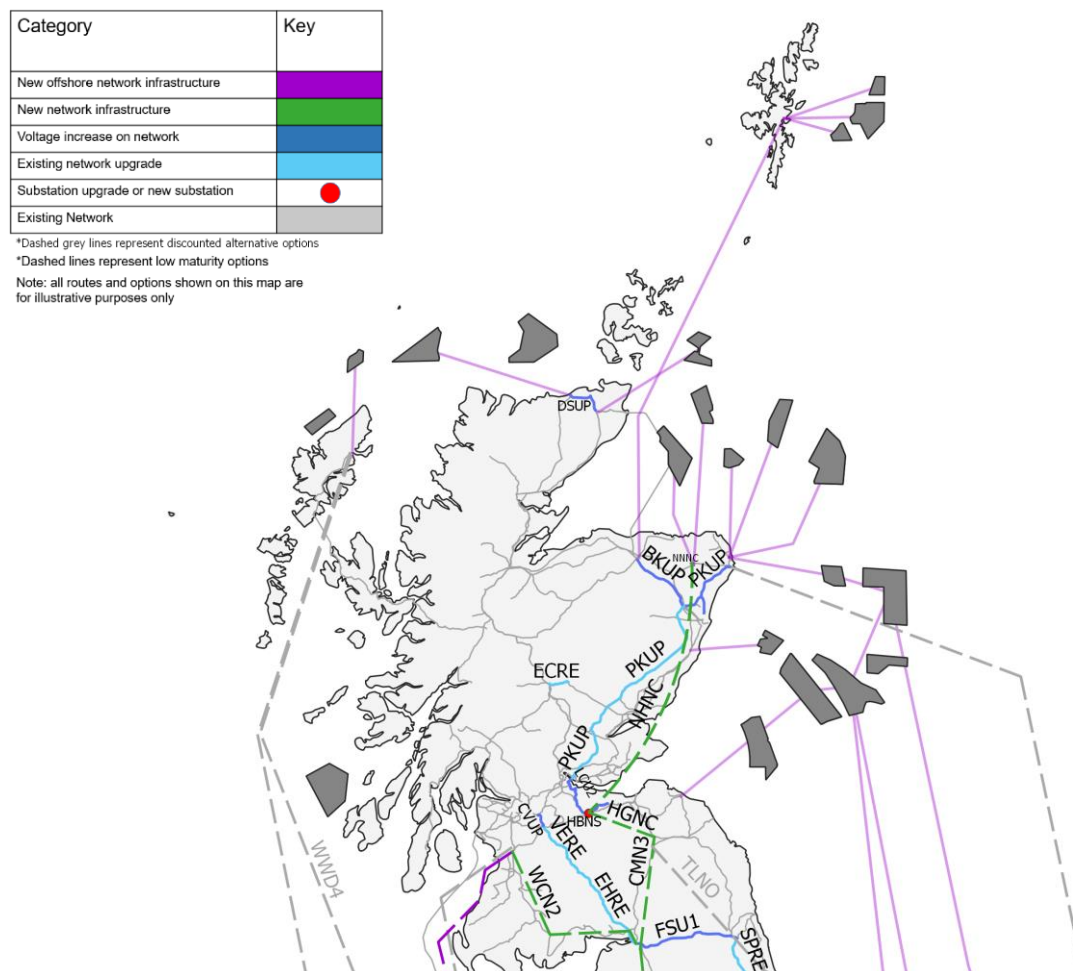 Category Key
New offshore network infrastructure
New network infrastructure
Voltage increase on network
Existing network upgrade
Substation upgrade or new substation
Existing Network
*Dashed grey lines represent discounted alternative options
*Dashed lines represent low maturity options
Note: all routes and options shown on this map are
for illustrative purposes only
DSUP
BKUP
NNNC
PKUP
ECRE
PKUP
NHNC
PKUP
CVUP
VERE
HBNS
HGNC
WWD4
WCN2
EHRE
CMN3
TLNO
FSU1
SPRE